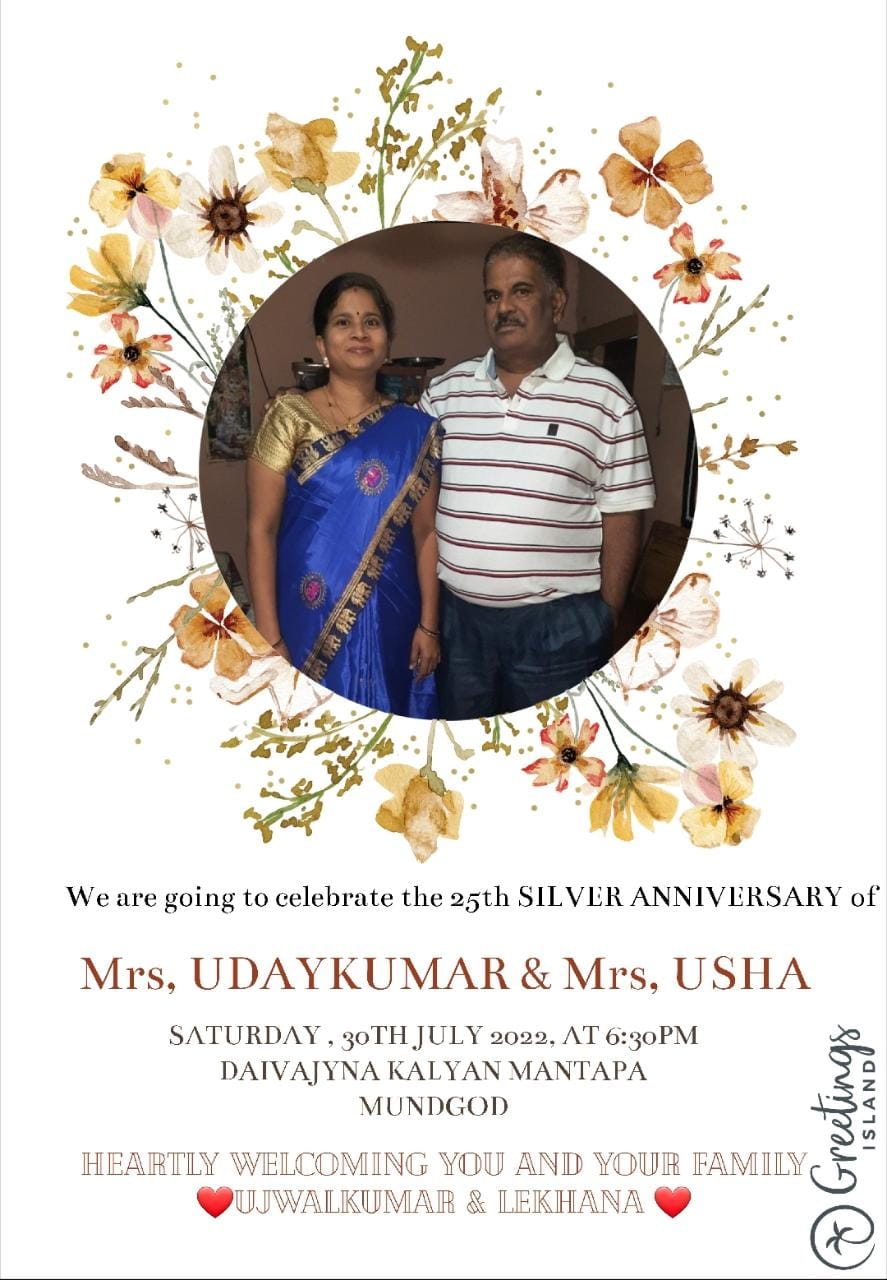 We are going to celebrate the 25th SILVER ANNIVERSARY of
Mrs, UDAYKUMAR & Mrs, USHA
SATURDAY , 30TH JULY 2022, AT 6:30PM
DAIVAJYNA KALYAN MANTAPA
MUNDGOD
HEARTLY WELCOMING YOU AND YOUR FAMILY
❤️UJWALKUMAR & LEKHANA ❤️
Greetings
ISLAND